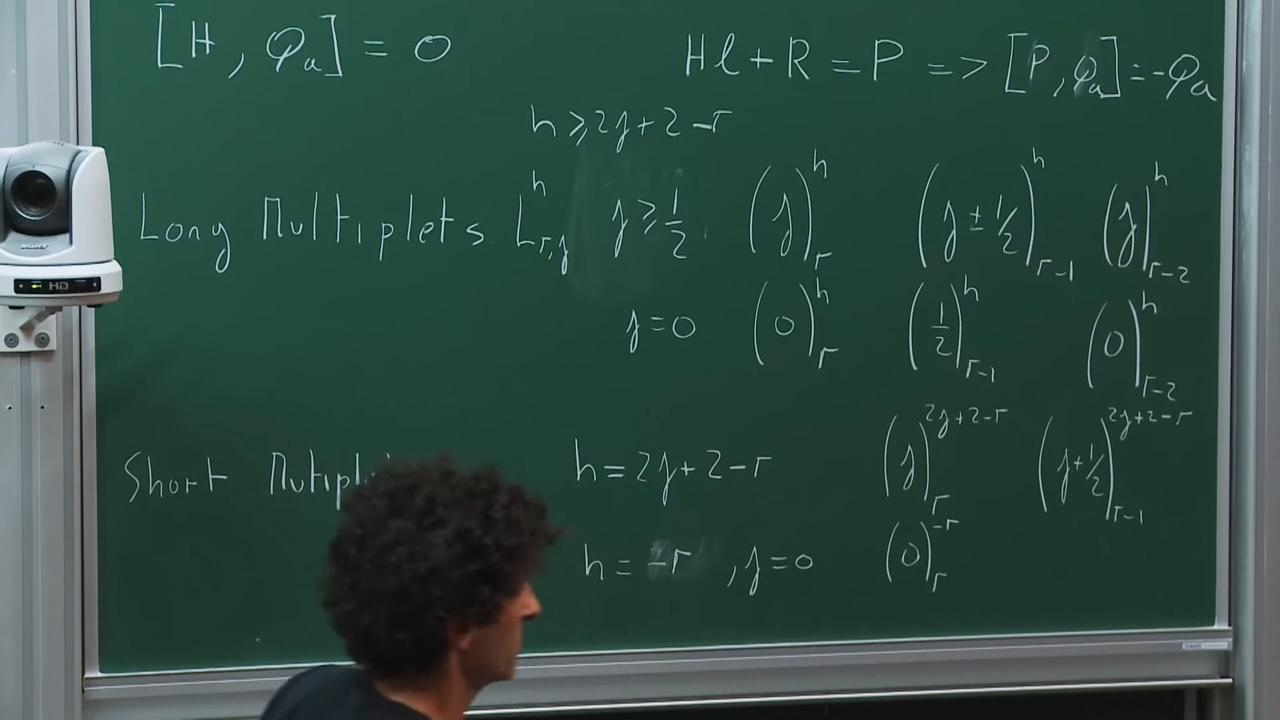 [H, Q_a] = 0
Hl + R = P => [P, Q_a] = -Q_a
h ≥ 2j + 2 - r
Long Multiplets L^h_{r,j} j ≥ 1/2 (j)^h_r (j ± 1/2)^h_{r-1} (j)^h_{r-2}
j = 0 (0)^h_r (1/2)^h_{r-1} (0)^h_{r-2}
Short h = 2j + 2 - r (j)^{2j+2-r}_r (j + 1/2)^{2j+2-r}_{r-1}
h = -r , j = 0 (0)^{-r}_r
SONY
HD